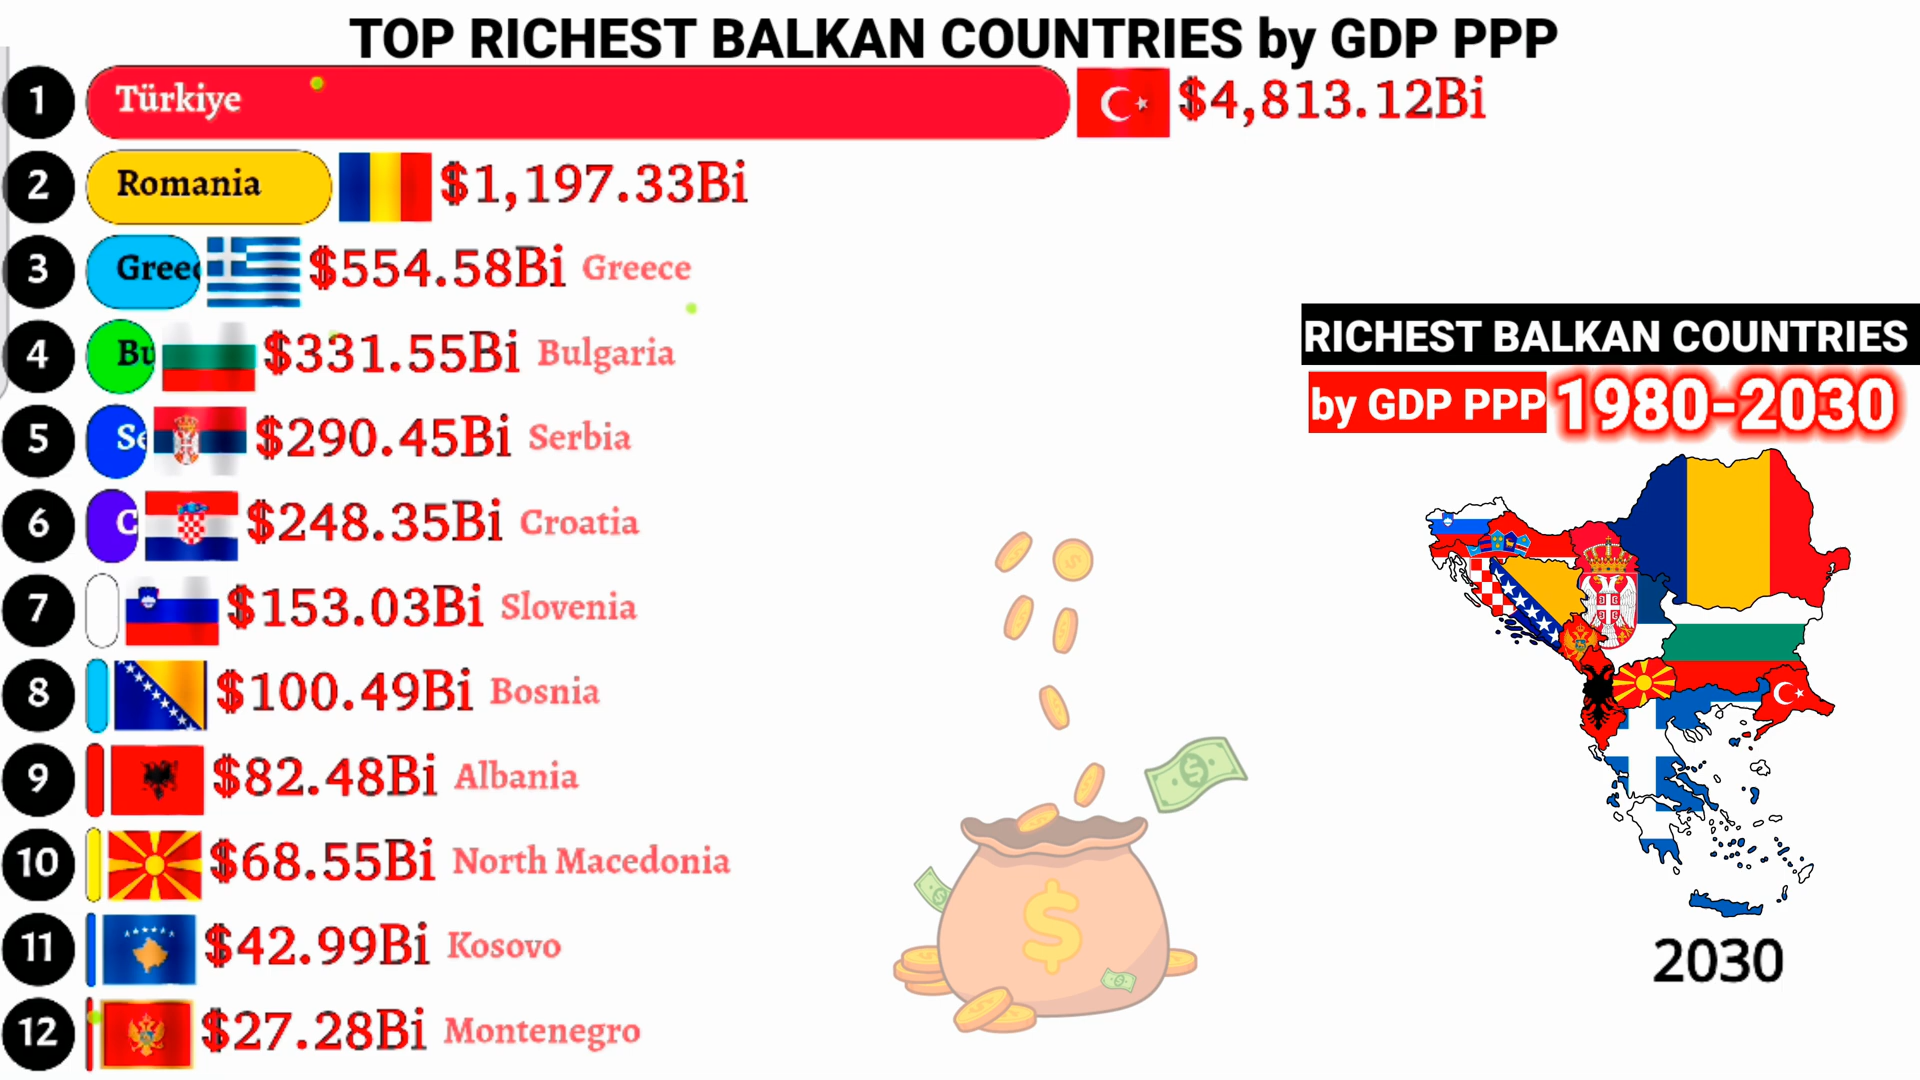 TOP RICHEST BALKAN COUNTRIES by GDP PPP
1 Türkiye $4,813.12Bi
2 Romania $1,197.33Bi
3 Greec $554.58Bi Greece
4 Bu $331.55Bi Bulgaria
5 Se $290.45Bi Serbia
6 C $248.35Bi Croatia
7 $153.03Bi Slovenia
8 $100.49Bi Bosnia
9 $82.48Bi Albania
10 $68.55Bi North Macedonia
11 $42.99Bi Kosovo
12 $27.28Bi Montenegro
RICHEST BALKAN COUNTRIES
by GDP PPP 1980-2030
2030